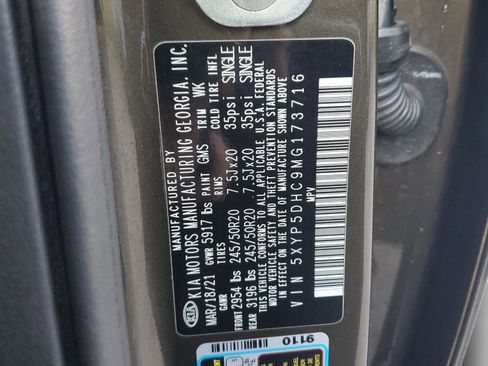 MANUFACTURED BY
KIA KIA MOTORS MANUFACTURING GEORGIA, INC.
MAR/18/21 GVWR 5917 lbs PAINT GMS TRIM WK
GAWR TIRES RIMS COLD TIRE INFL
FRONT 2954 lbs 245/50R20 7.5Jx20 35psi SINGLE
REAR 3196 lbs 245/50R20 7.5Jx20 35psi SINGLE
THIS VEHICLE CONFORMS TO ALL APPLICABLE U.S.A. FEDERAL
MOTOR VEHICLE SAFETY AND THEFT PREVENTION STANDARDS
IN EFFECT ON THE DATE OF MANUFACTURE SHOWN ABOVE.
VIN 5XYP5DHC9MG173716
MPV
9110